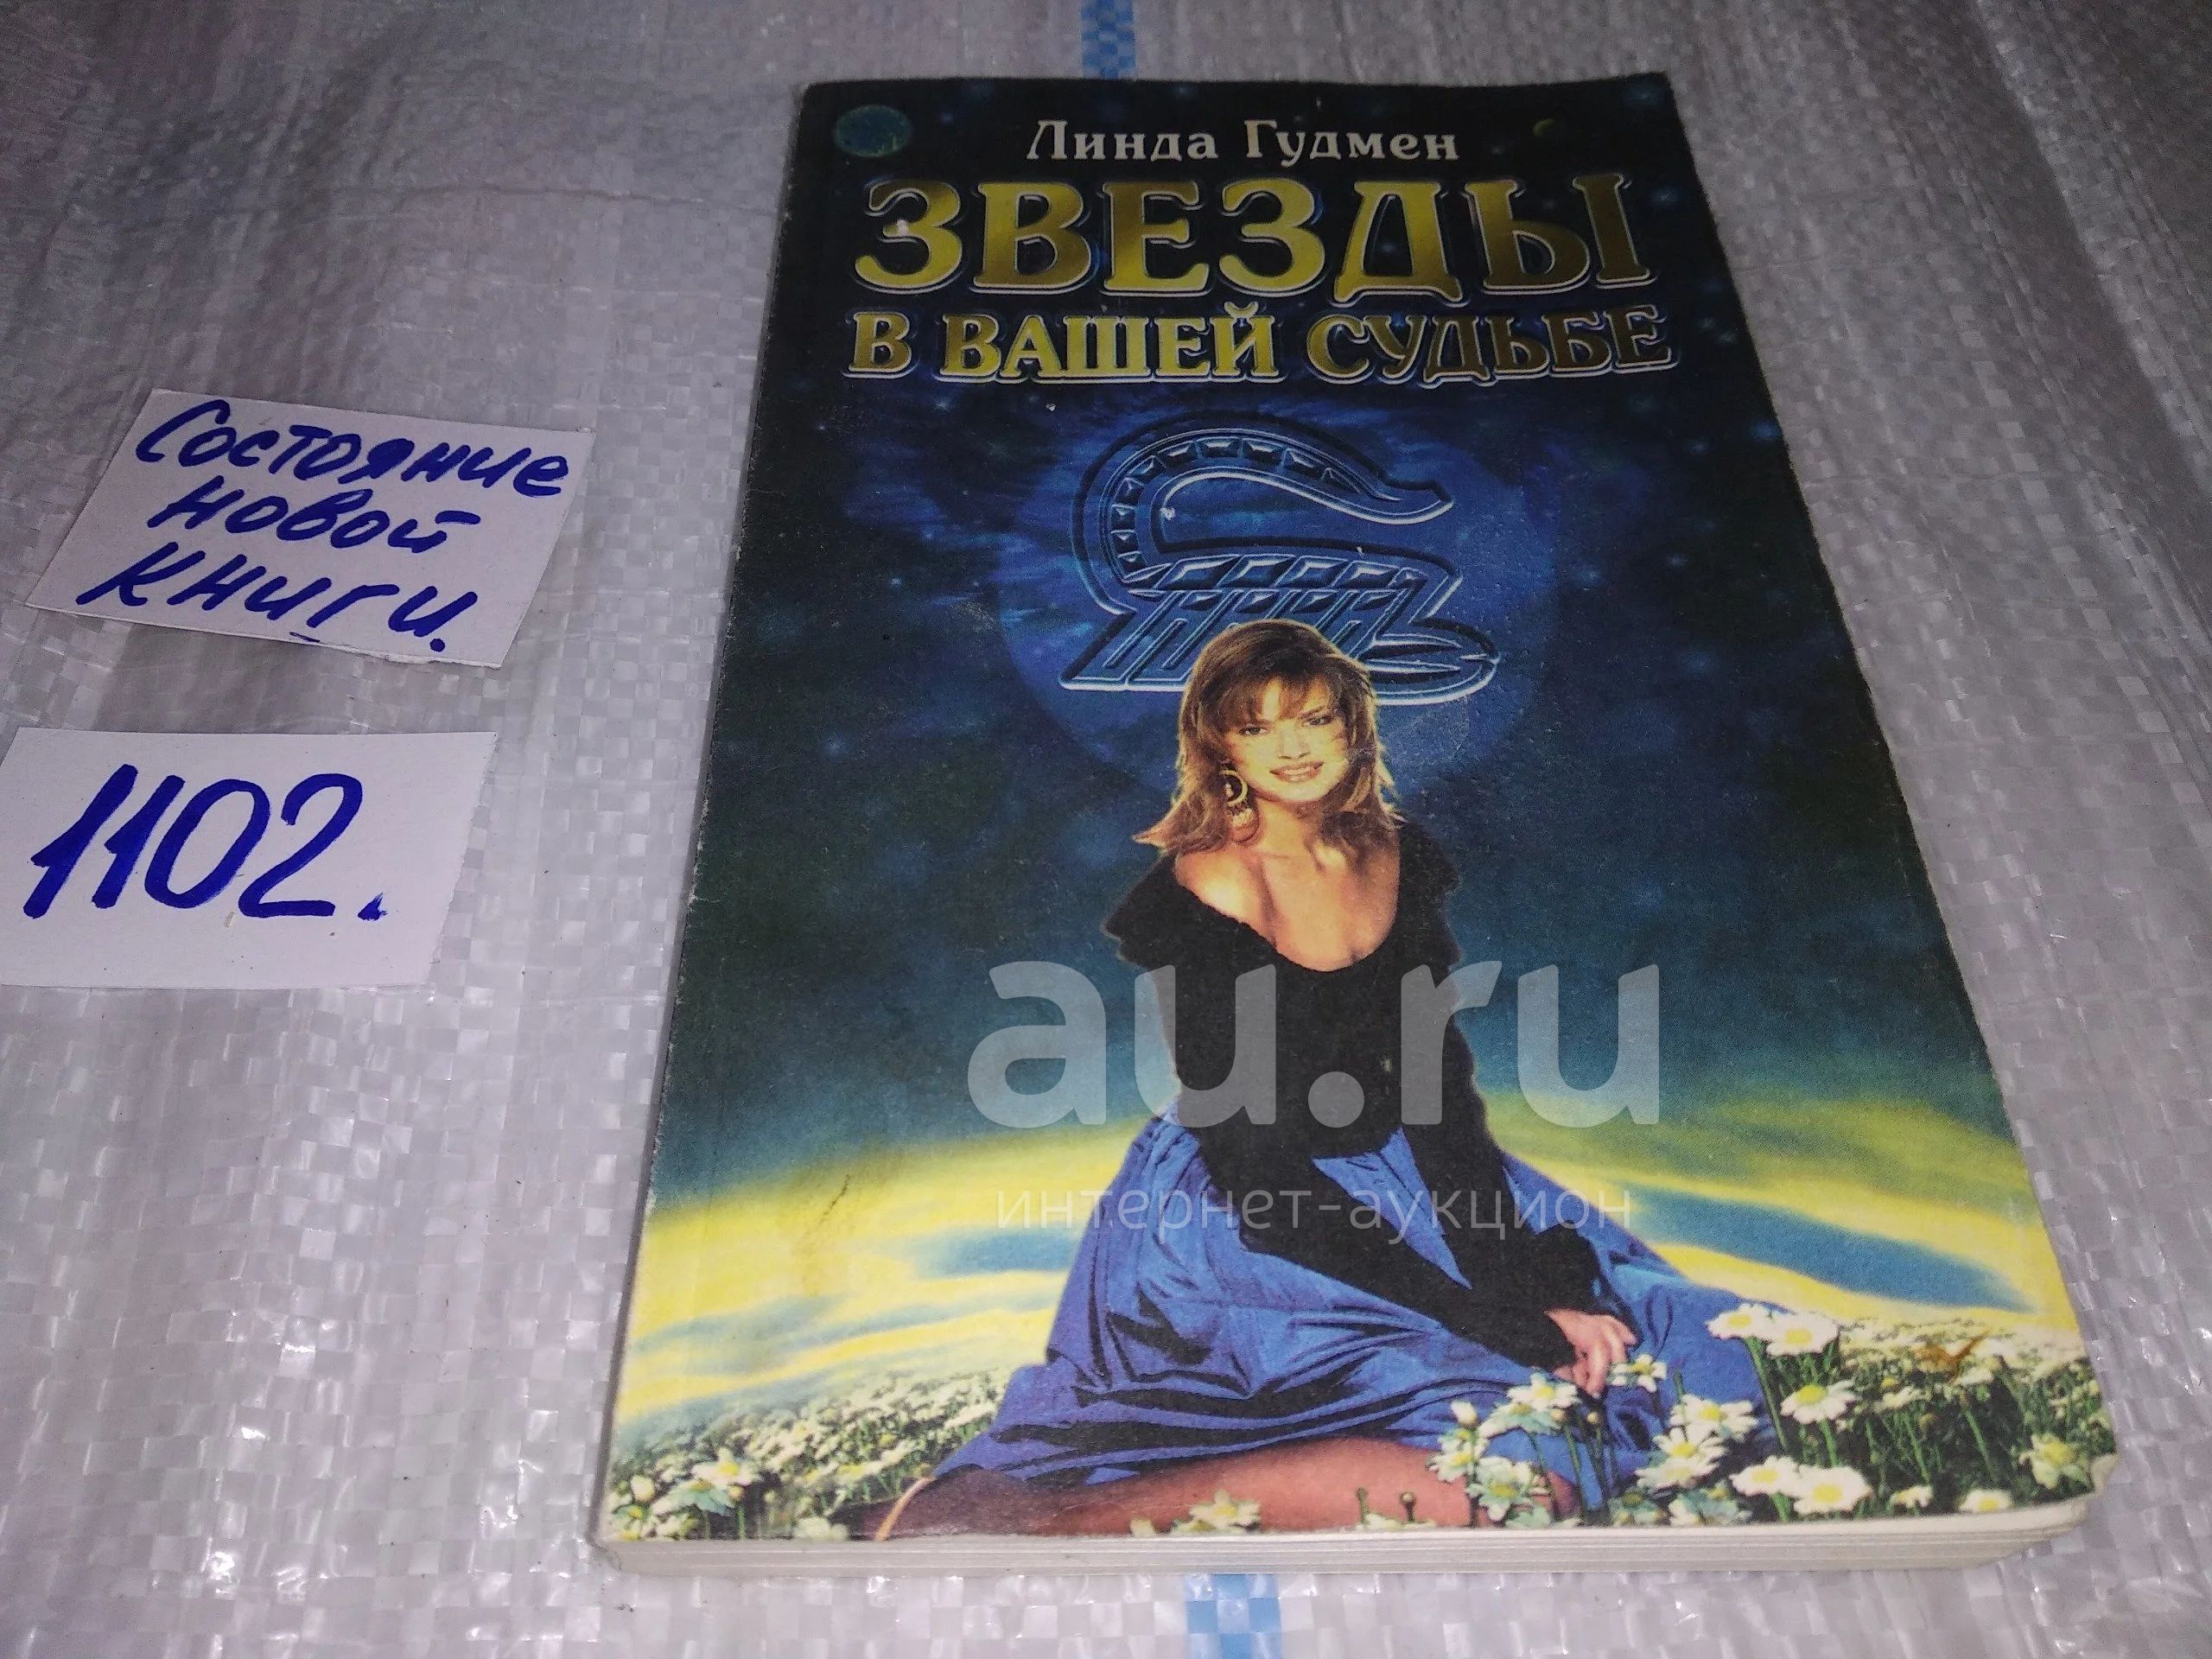 Линда Гудмен
ЗВЕЗДЫ
В ВАШЕЙ СУДЬБЕ
Состояние
новой
книги.
1102.
au.ru
интернет-аукцион